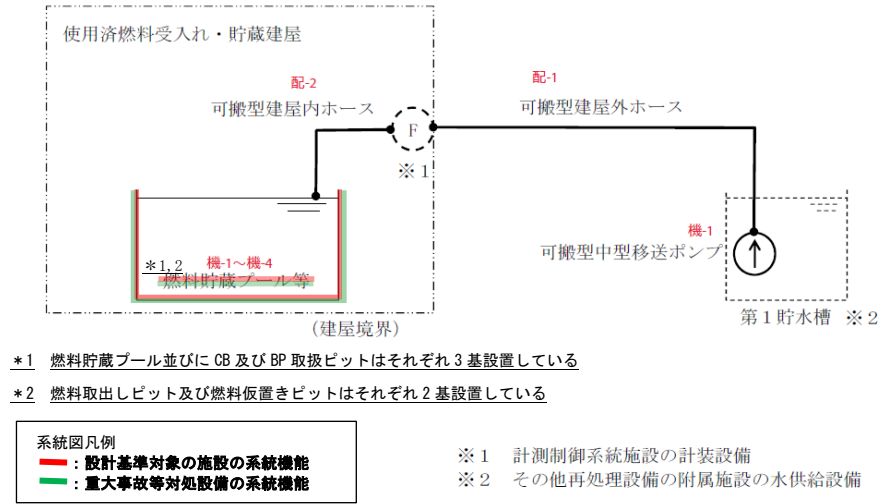 使用済燃料受入れ・貯蔵建屋
配-2
可搬型建屋内ホース
配-1
可搬型建屋外ホース
F
※1
機-1
可搬型中型移送ポンプ
＊1,2
機-1～機-4
燃料貯蔵プール等
第1貯水槽 ※2
(建屋境界)
＊1 燃料貯蔵プール並びに CB 及び BP 取扱ピットはそれぞれ 3 基設置している
＊2 燃料取出しピット及び燃料仮置きピットはそれぞれ 2 基設置している
系統図凡例
：設計基準対象の施設の系統機能
：重大事故等対処設備の系統機能
※1 計測制御系統施設の計装設備
※2 その他再処理設備の附属施設の水供給設備